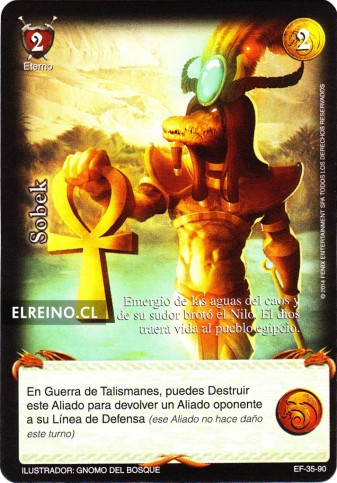 2
Eterno
2
Sobek
© 2014 FENIX ENTERTAINMENT SPA TODOS LOS DERECHOS RESERVADOS
Emergio de las aguas del caos y
de su sudor brotó el Nilo. El dios
traerá vida al pueblo egipcio.
ELREINO.CL
En Guerra de Talismanes, puedes Destruir
este Aliado para devolver un Aliado oponente
a su Línea de Defensa (ese Aliado no hace daño
este turno)
ILUSTRADOR: GNOMO DEL BOSQUE
EF-35-90